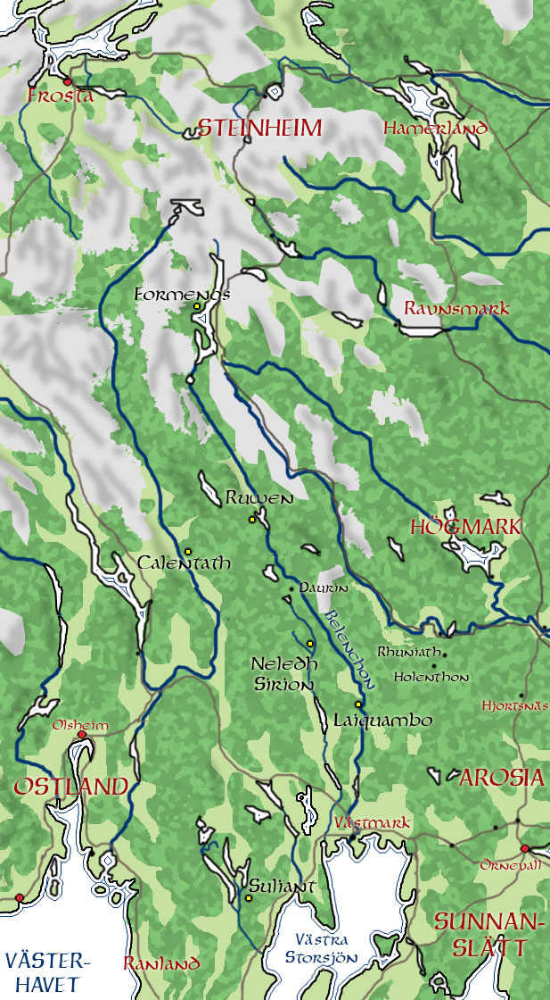 Frosta
STEINHEIM
Hamerland
Formenos
Ravnsmark
Ruwen
HÖGMARK
Calentath
Daurin
Belenchon
Neledh
Sirion
Rhuniath
Holenthon
Laiquambo
Hjortsnäs
Olsheim
OSTLAND
AROSIA
Västmark
Örnevall
Suliant
SUNNAN-
SLÄTT
Västra
Storsjön
VÄSTER-
HAVET
Ranland